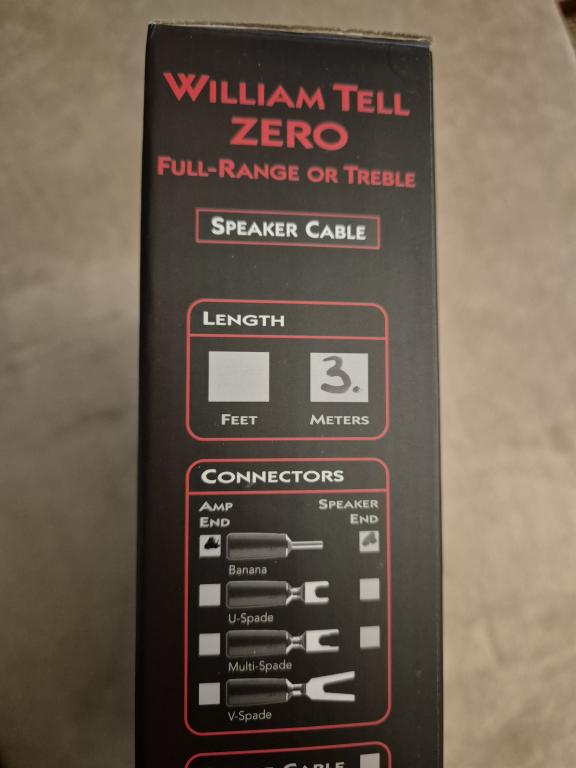 WILLIAM TELL
ZERO
FULL-RANGE OR TREBLE
SPEAKER CABLE
LENGTH
3.
FEET METERS
CONNECTORS
AMP END SPEAKER END
Banana
U-Spade
Multi-Spade
V-Spade
CABLE